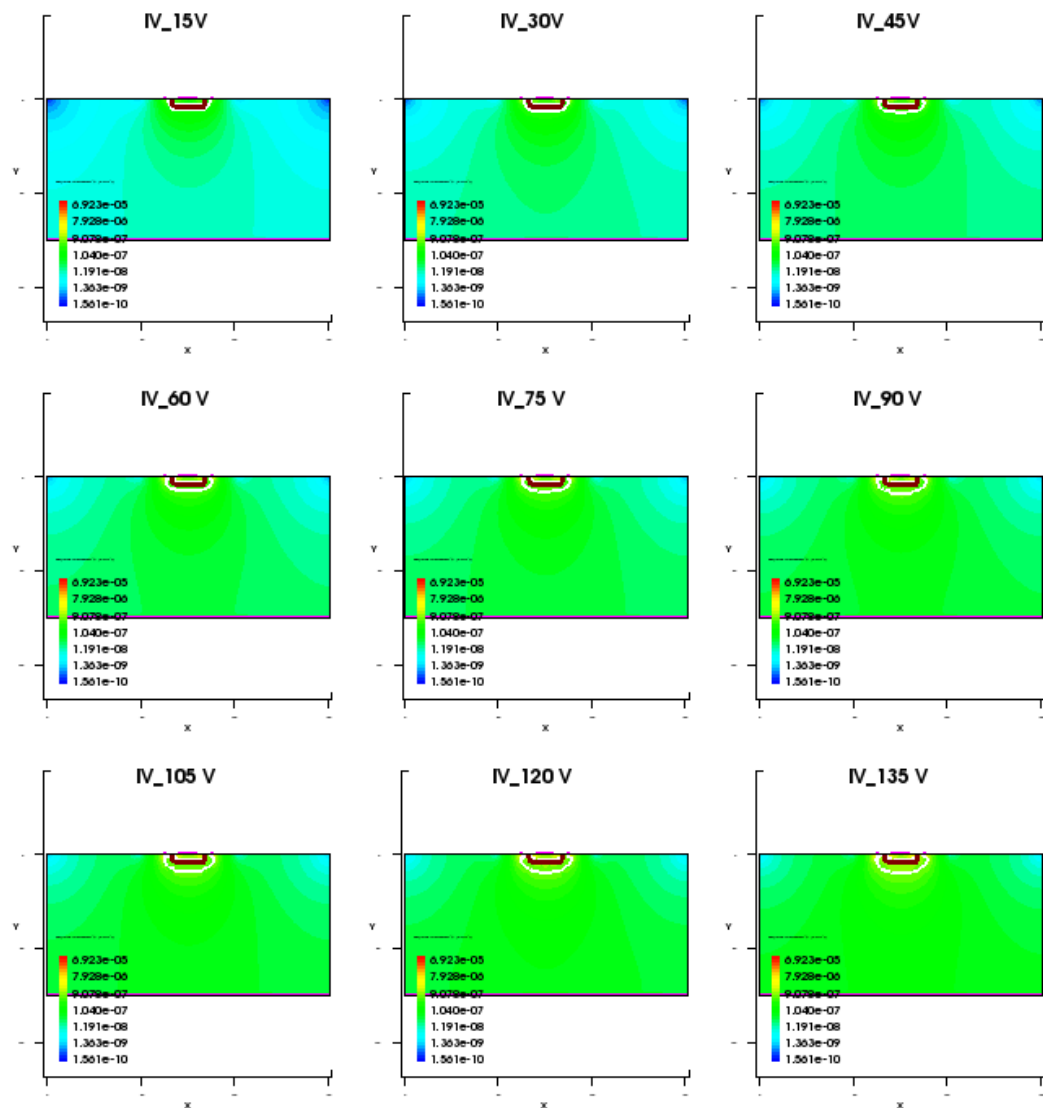 IV_15V
IV_30V
IV_45V
Y
6.923e-05
7.928e-06
9.078e-07
1.040e-07
1.191e-08
1.363e-09
1.561e-10
X
Y
6.923e-05
7.928e-06
9.078e-07
1.040e-07
1.191e-08
1.363e-09
1.561e-10
X
Y
6.923e-05
7.928e-06
9.078e-07
1.040e-07
1.191e-08
1.363e-09
1.561e-10
X
IV_60 V
IV_75 V
IV_90 V
Y
6.923e-05
7.928e-06
9.078e-07
1.040e-07
1.191e-08
1.363e-09
1.561e-10
X
Y
6.923e-05
7.928e-06
9.078e-07
1.040e-07
1.191e-08
1.363e-09
1.561e-10
X
Y
6.923e-05
7.928e-06
9.078e-07
1.040e-07
1.191e-08
1.363e-09
1.561e-10
X
IV_105 V
IV_120 V
IV_135 V
Y
6.923e-05
7.928e-06
9.078e-07
1.040e-07
1.191e-08
1.363e-09
1.561e-10
X
Y
6.923e-05
7.928e-06
9.078e-07
1.040e-07
1.191e-08
1.363e-09
1.561e-10
X
Y
6.923e-05
7.928e-06
9.078e-07
1.040e-07
1.191e-08
1.363e-09
1.561e-10
X